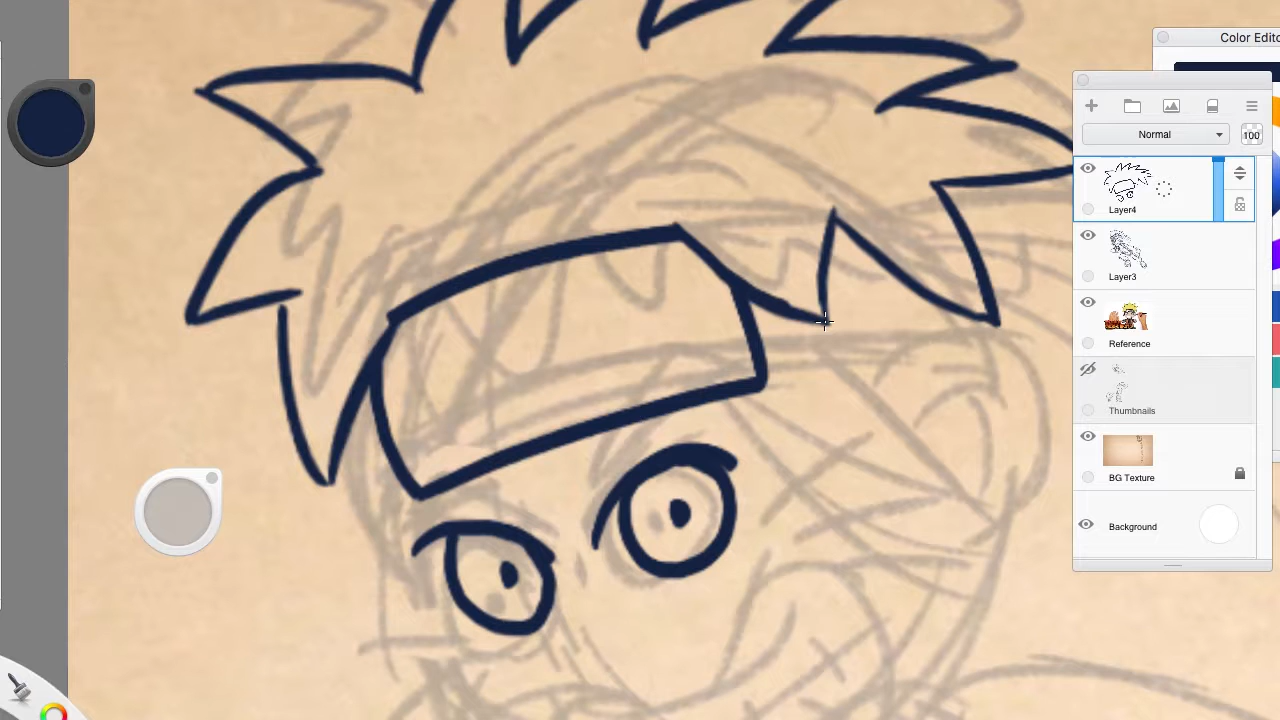 Color Edito
Normal
100
Layer4
Layer3
Reference
Thumbnails
BG Texture
Background